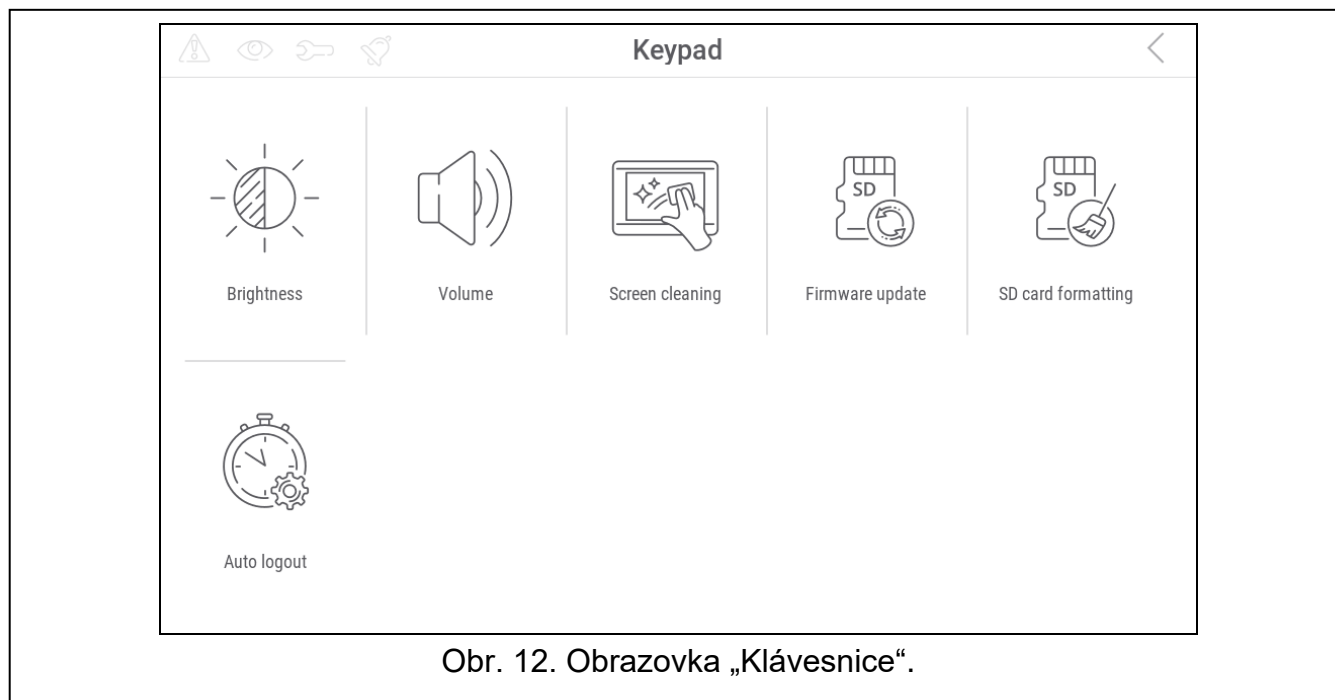 Keypad
Brightness
Volume
Screen cleaning
SD
Firmware update
SD
SD card formatting
Auto logout
Obr. 12. Obrazovka „Klávesnice“.